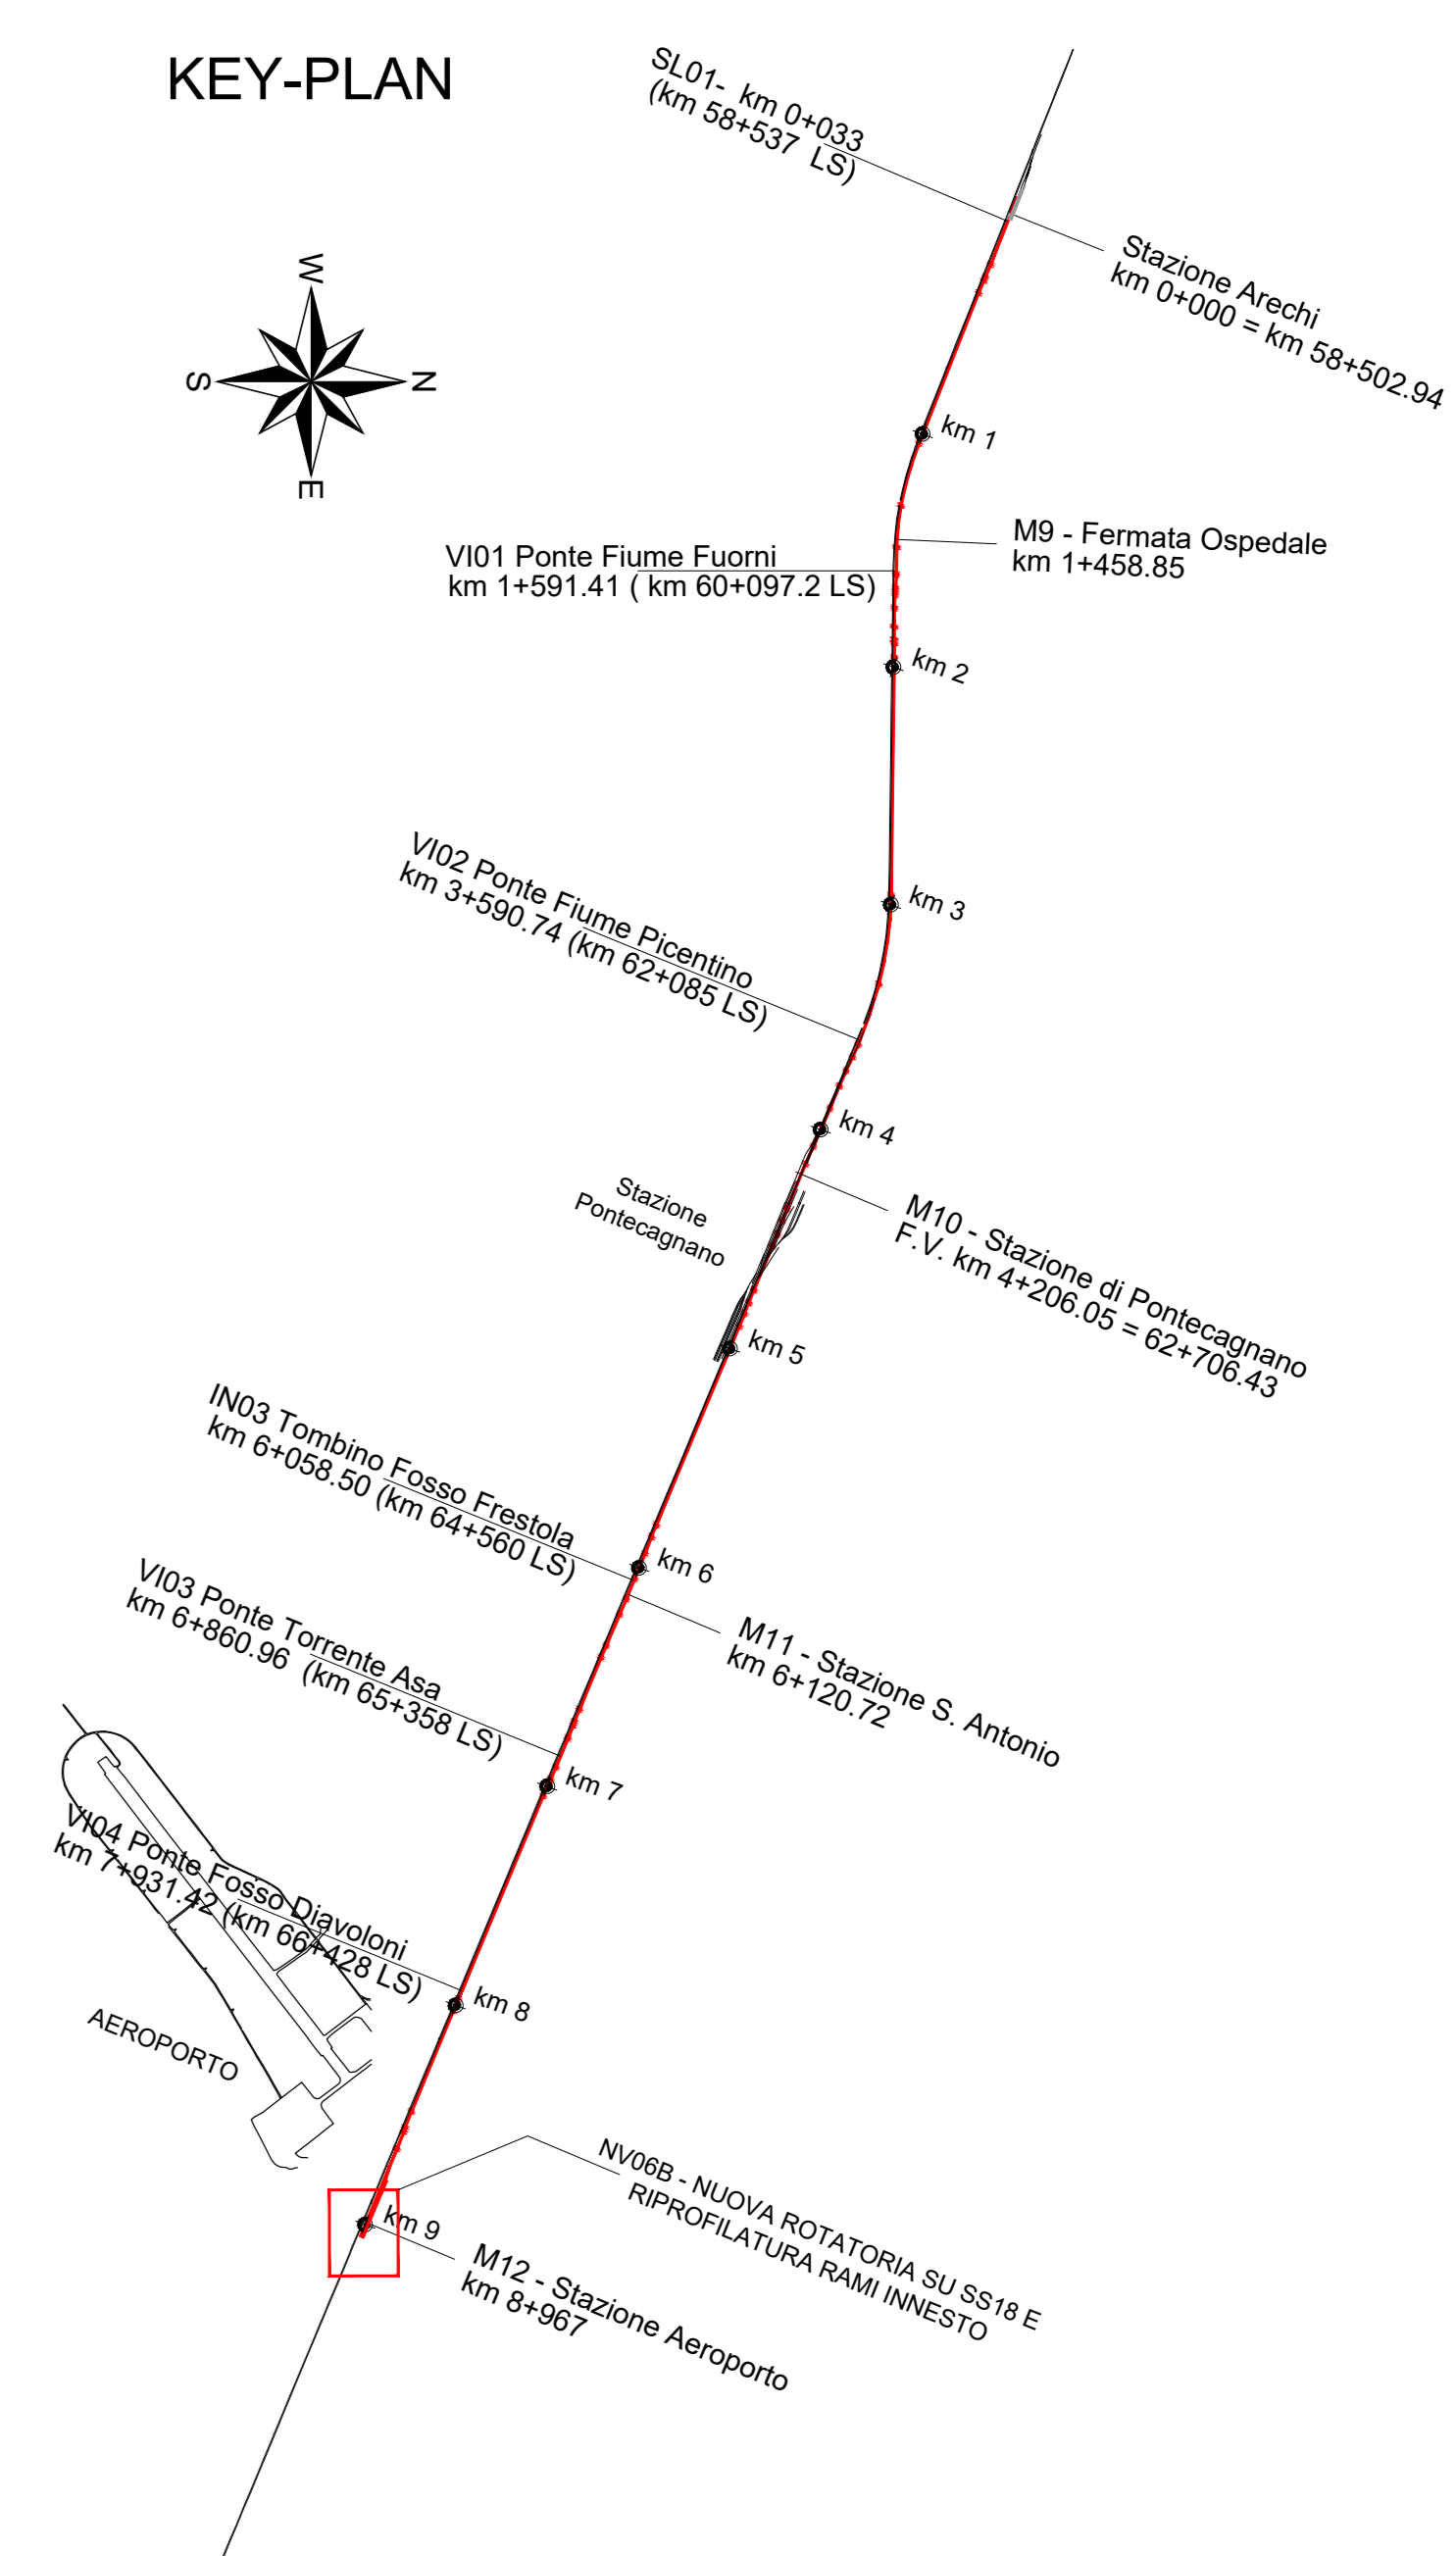 KEY-PLAN
SL01-  km 0+033
(km 58+537  LS)
Stazione Arechi
km 0+000 = km 58+502.94
W
S
N
E
km 1
M9 - Fermata Ospedale
km 1+458.85
VI01 Ponte Fiume Fuorni
km 1+591.41 ( km 60+097.2 LS)
km 2
VI02 Ponte Fiume Picentino
km 3+590.74 (km 62+085 LS)
km 3
km 4
Stazione
Pontecagnano
M10 - Stazione di Pontecagnano
F.V. km 4+206.05 = 62+706.43
km 5
IN03 Tombino Fosso Frestola
km 6+058.50 (km 64+560 LS)
km 6
M11 - Stazione S. Antonio
km 6+120.72
VI03 Ponte Torrente Asa
km 6+860.96  (km 65+358 LS)
km 7
VI04 Ponte Fosso Diavoloni
km 7+931.42 (km 66+428 LS)
km 8
AEROPORTO
NV06B - NUOVA ROTATORIA SU SS18 E
RIPROFILATURA RAMI INNESTO
km 9
M12 - Stazione Aeroporto
km 8+967